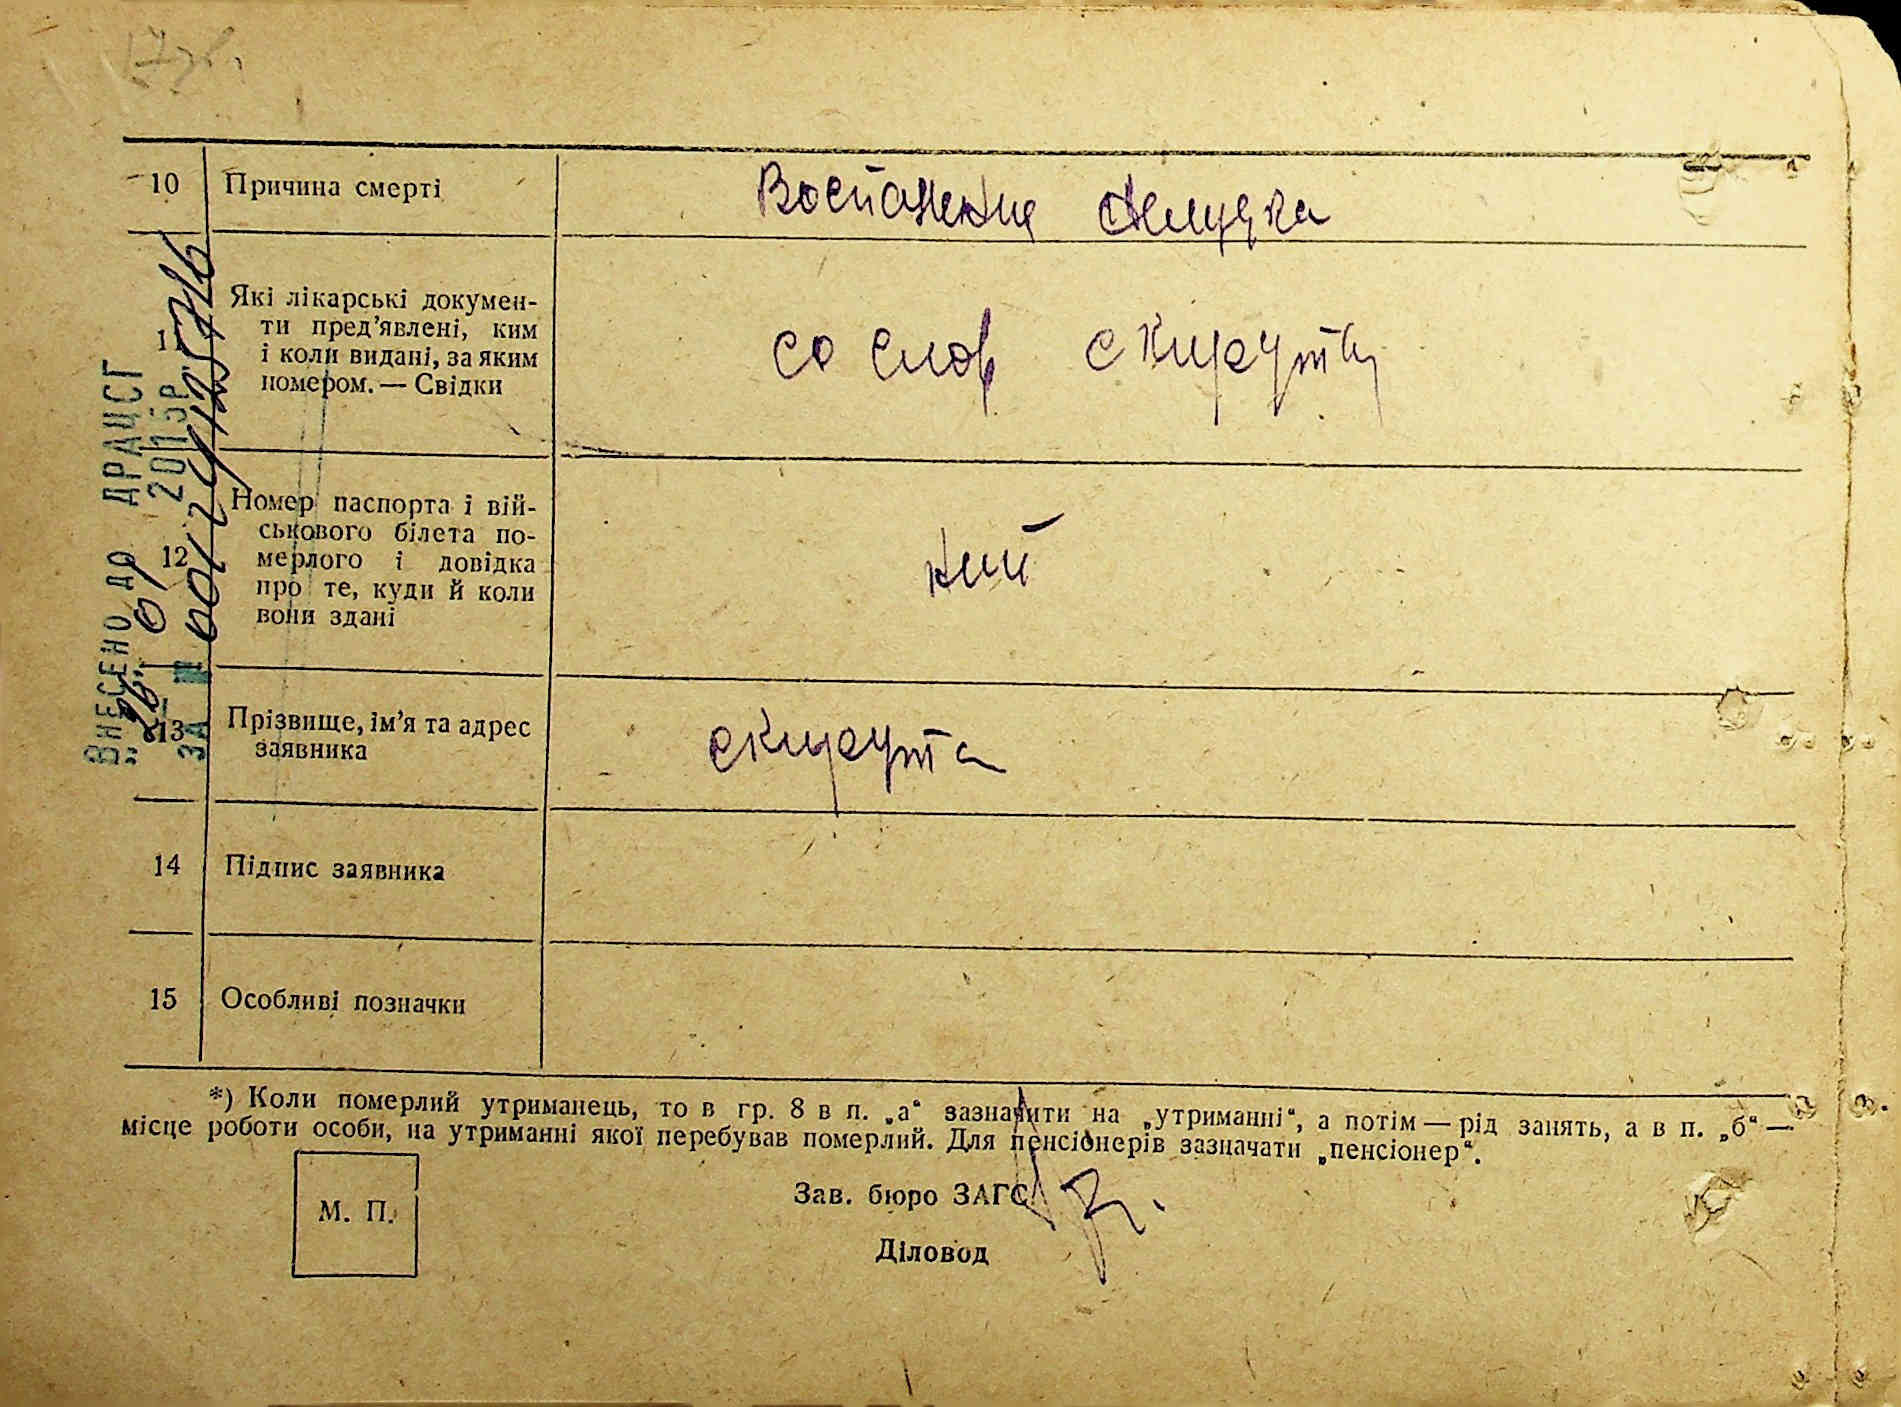 10 Причина смерті
Які лікарські докумен-
ти пред’явлені, ким
і коли видані, за яким
номером. — Свідки
со слов
12
Номер паспорта і вій-
ськового білета по-
мерлого і довідка
про те, куди й коли
вони здані
13
Прізвище, ім’я та адрес
заявника
14 Підпис заявника
15 Особливі позначки
*) Коли померлий утриманець, то в гр. 8 в п. „а“ зазначити на „утриманні“, а потім — рід занять, а в п. „б“ —
місце роботи особи, на утриманні якої перебував померлий. Для пенсіонерів зазначати „пенсіонер“.
М. П.
Зав. бюро ЗАГС
Діловод
ВНЕСЕНО ДО ДРАЦСГ
„26“ 01 2015р
ЗА №